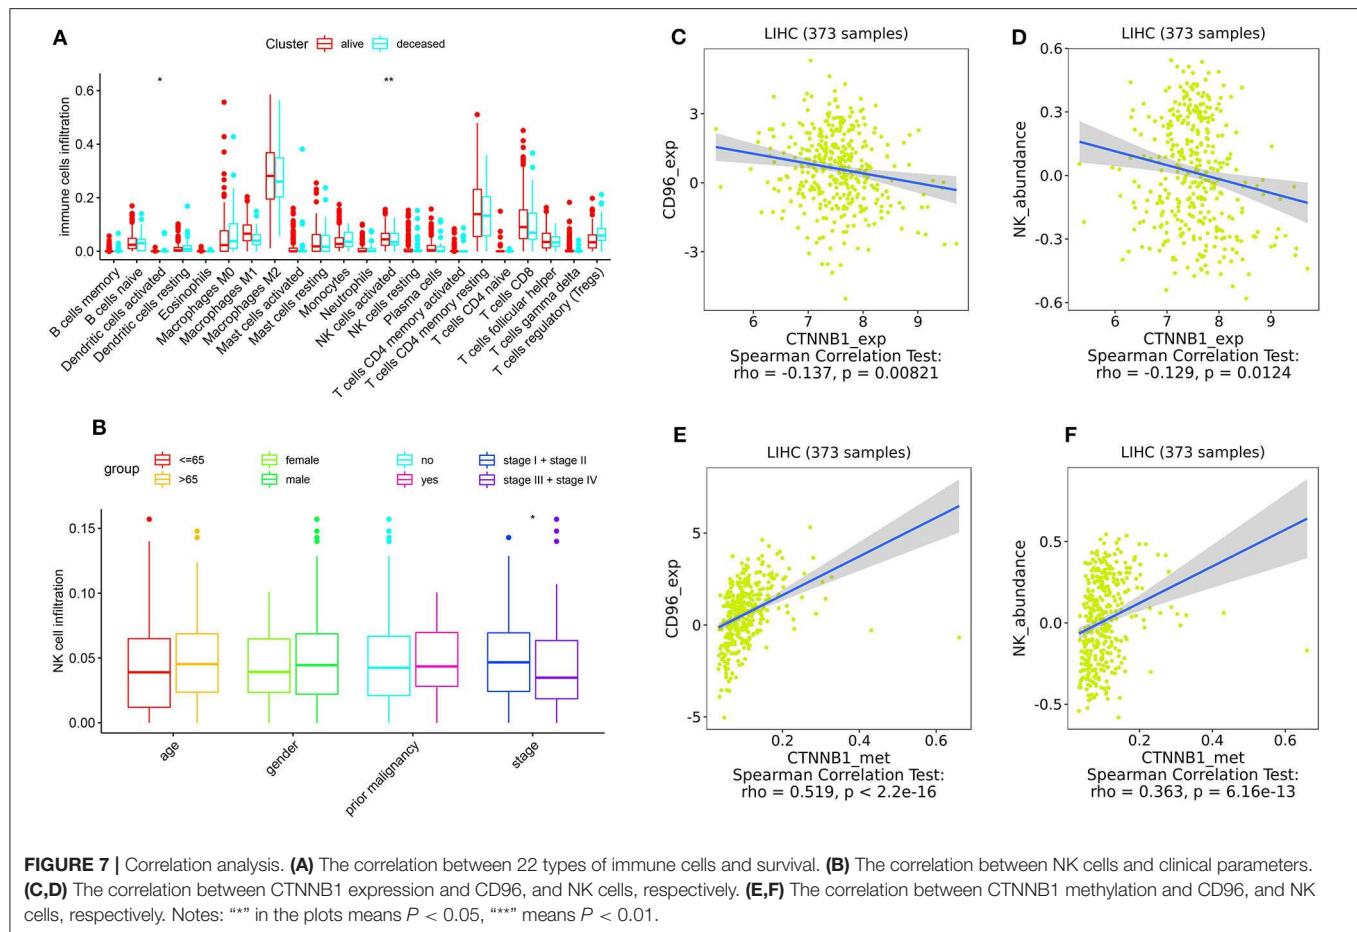 A
Cluster alive deceased
immune cells infiltration
0.6
0.4
0.2
0.0
*
**
B cells memory
B cells naive
Dendritic cells activated
Dendritic cells resting
Eosinophils
Macrophages M0
Macrophages M1
Macrophages M2
Mast cells activated
Mast cells resting
Monocytes
Neutrophils
NK cells activated
NK cells resting
Plasma cells
T cells CD4 memory activated
T cells CD4 memory resting
T cells CD4 naive
T cells CD8
T cells follicular helper
T cells gamma delta
T cells regulatory (Tregs)
B
group
<=65
>65
female
male
no
yes
stage I + stage II
stage III + stage IV
NK cell infiltration
0.15
0.10
0.05
0.00
*
age
gender
prior malignancy
stage
C
LIHC (373 samples)
CD96_exp
3
0
-3
6 7 8 9
CTNNB1_exp
Spearman Correlation Test:
rho = -0.137, p = 0.00821
D
LIHC (373 samples)
NK_abundance
0.6
0.3
0.0
-0.3
-0.6
6 7 8 9
CTNNB1_exp
Spearman Correlation Test:
rho = -0.129, p = 0.0124
E
LIHC (373 samples)
CD96_exp
5
0
-5
0.2 0.4 0.6
CTNNB1_met
Spearman Correlation Test:
rho = 0.519, p < 2.2e-16
F
LIHC (373 samples)
NK_abundance
0.5
0.0
-0.5
0.2 0.4 0.6
CTNNB1_met
Spearman Correlation Test:
rho = 0.363, p = 6.16e-13
FIGURE 7 | Correlation analysis. (A) The correlation between 22 types of immune cells and survival. (B) The correlation between NK cells and clinical parameters.
(C,D) The correlation between CTNNB1 expression and CD96, and NK cells, respectively. (E,F) The correlation between CTNNB1 methylation and CD96, and NK
cells, respectively. Notes: “*” in the plots means P < 0.05, “**” means P < 0.01.